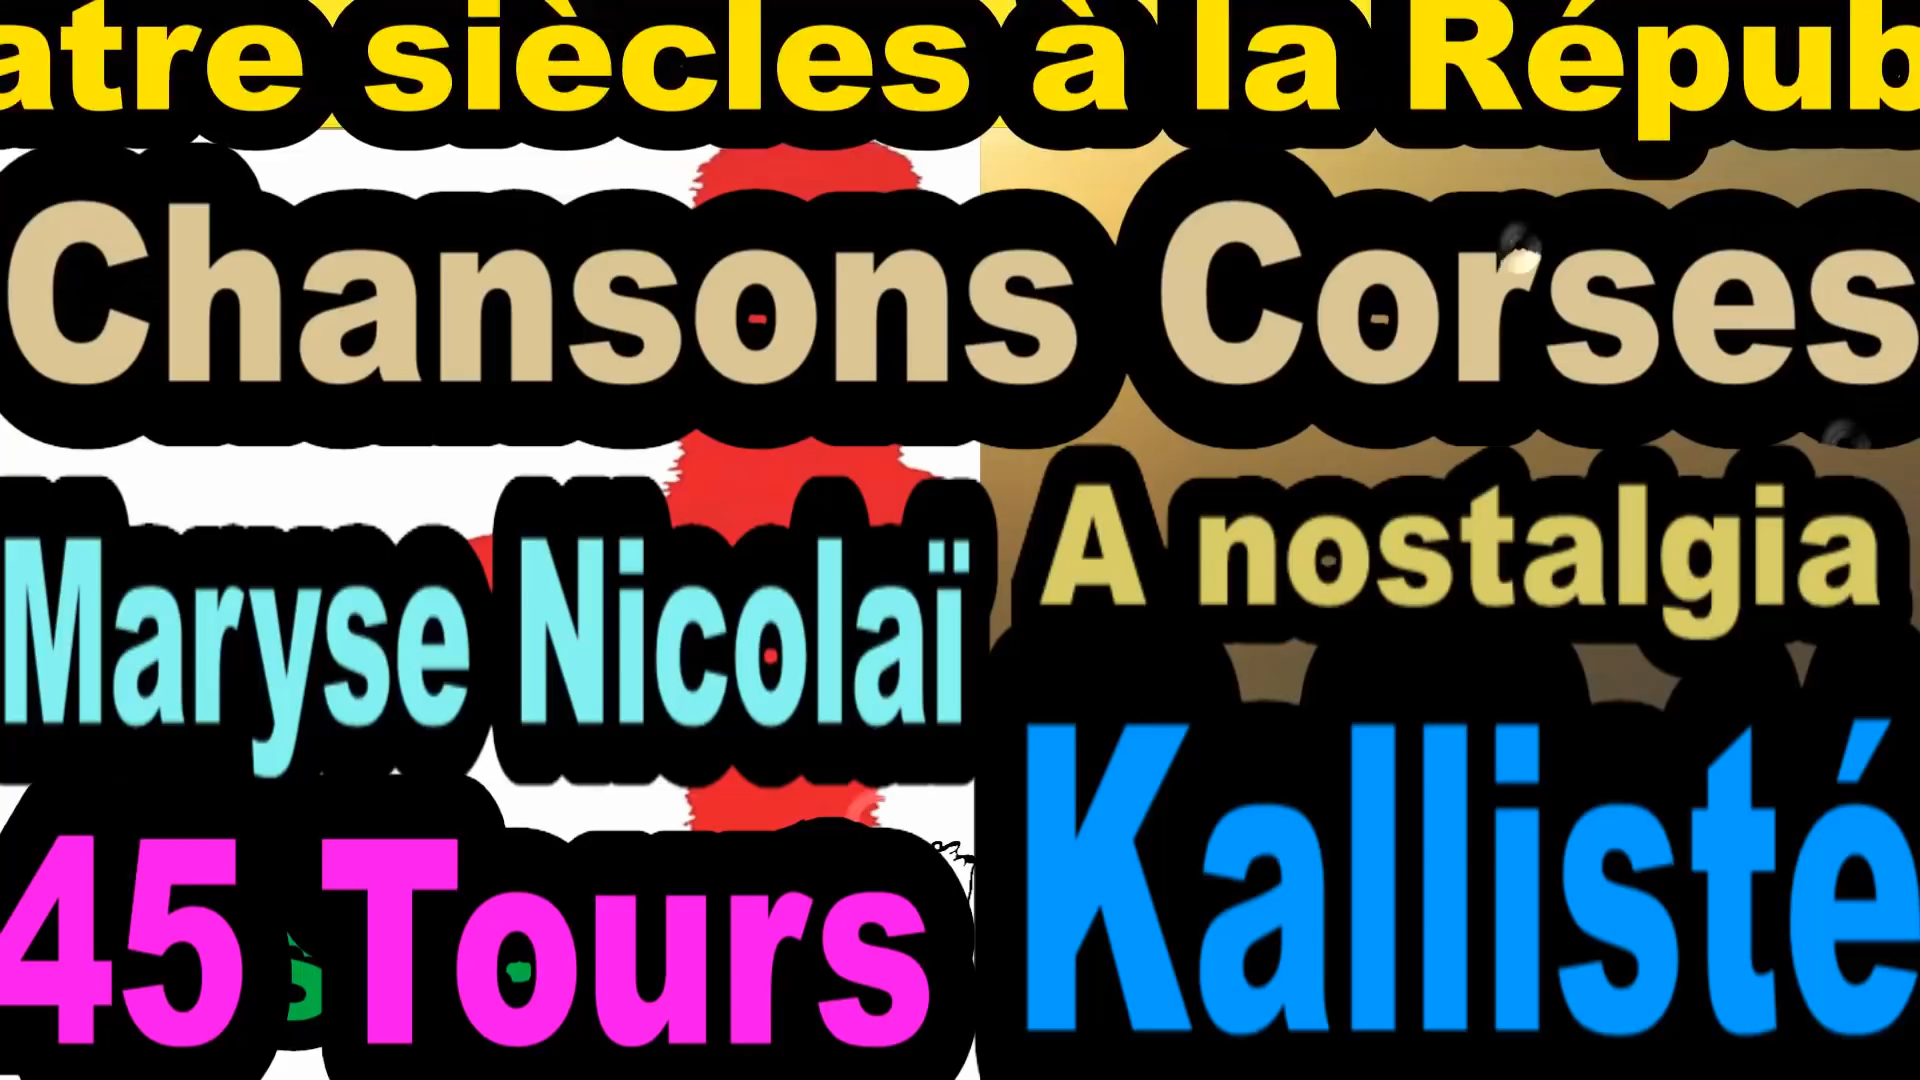 atre siècles à la Répub
Chansons Corses
Maryse Nicolaï
A nostalgia
45 Tours
Kallisté